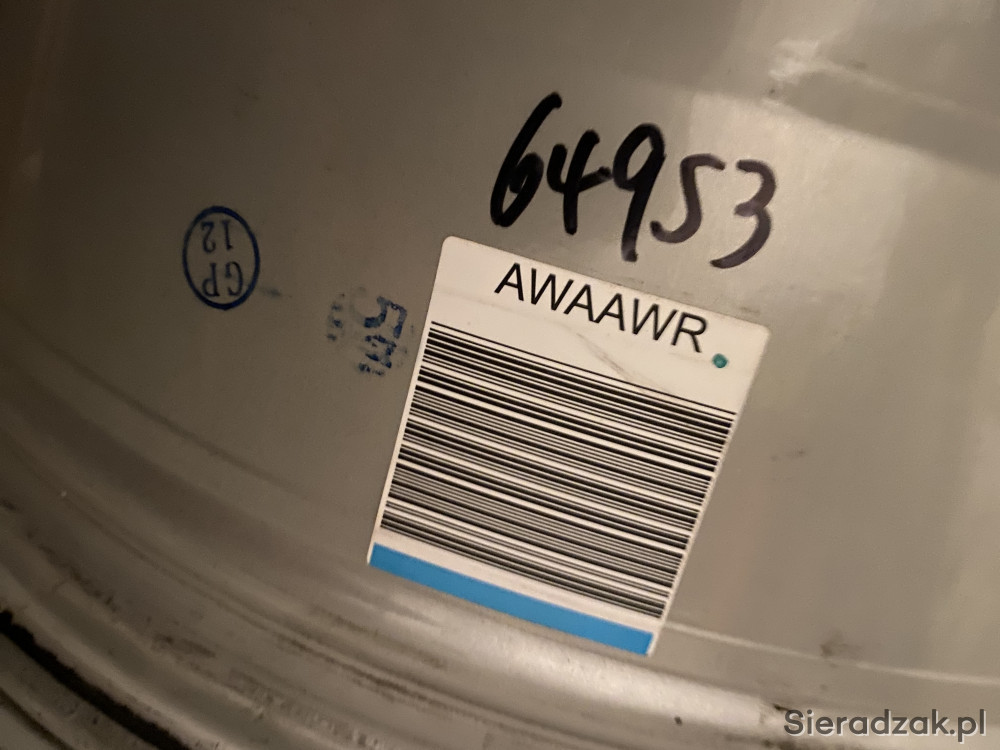 64953
AWAAWR
GP
12
Sieradzak.pl